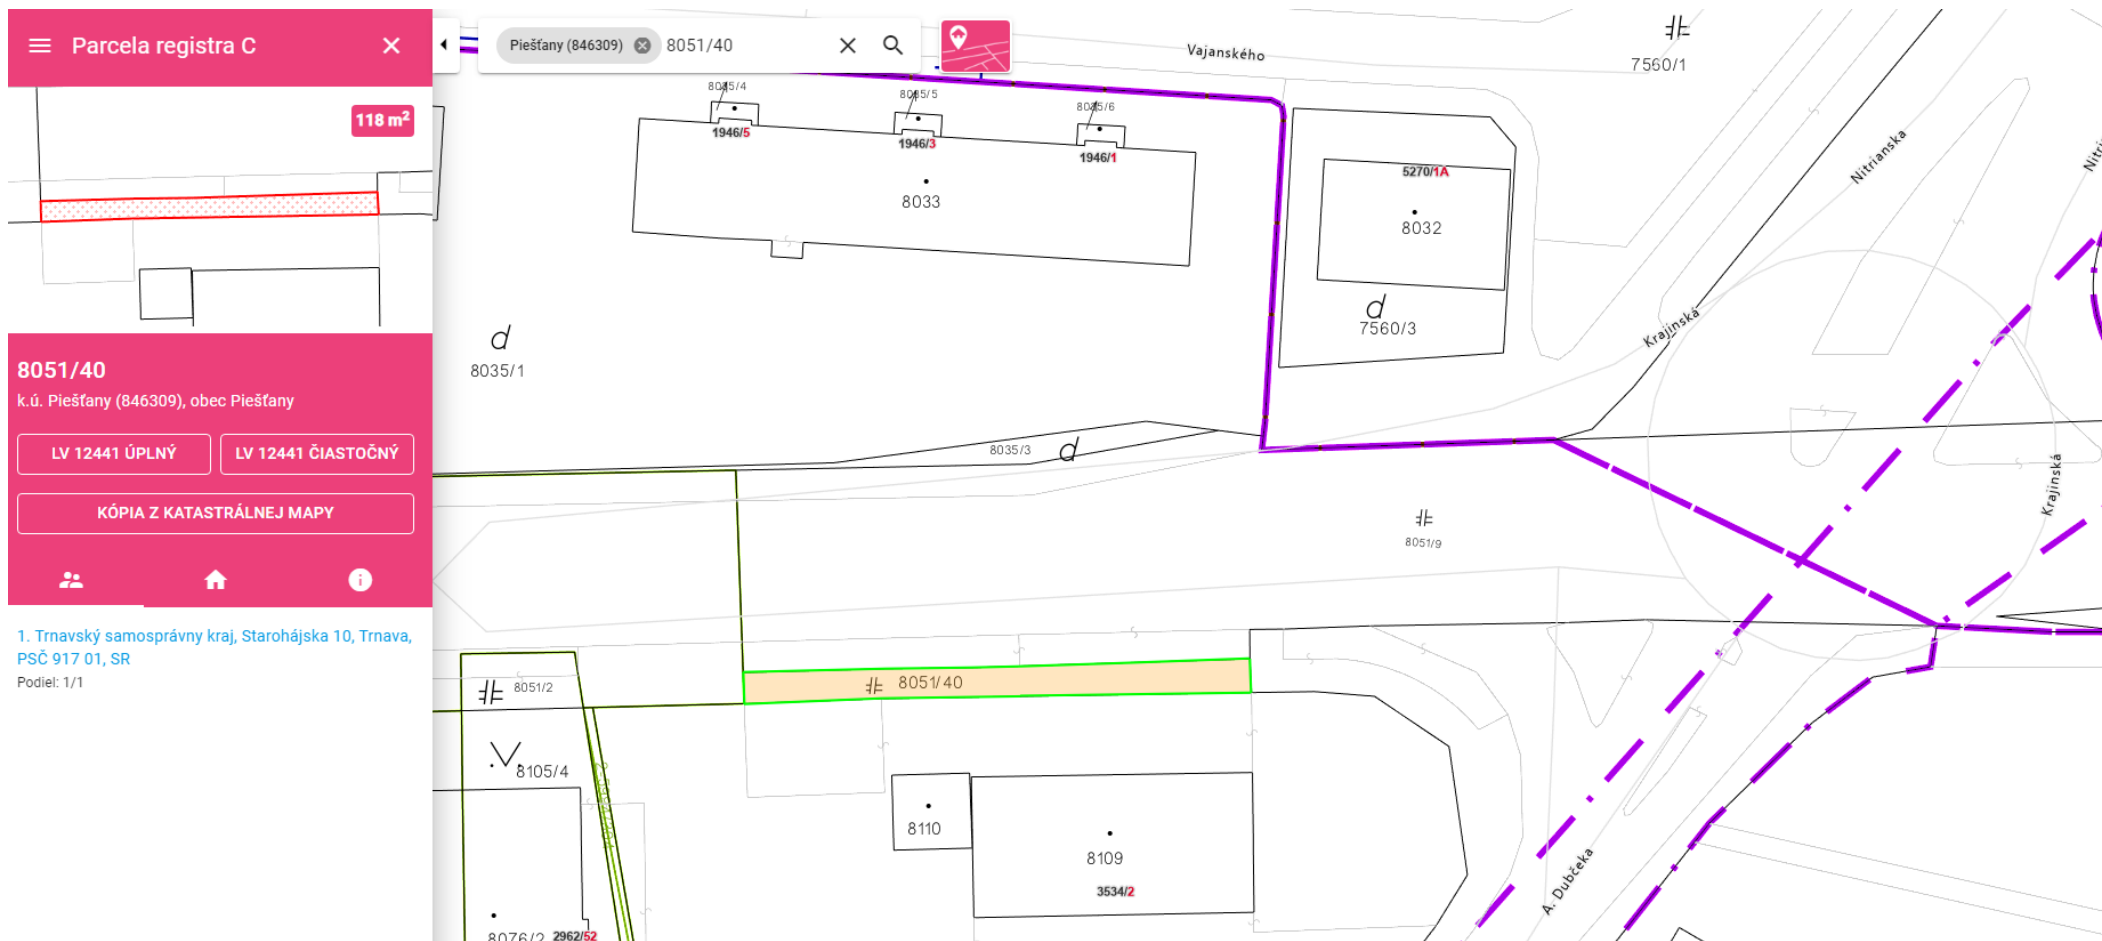 Parcela registra C
118 m²
8051/40
k.ú. Piešťany (846309), obec Piešťany
LV 12441 ÚPLNÝ
LV 12441 ČIASTOČNÝ
KÓPIA Z KATASTRÁLNEJ MAPY
1. Trnavský samosprávny kraj, Starohájska 10, Trnava,
PSČ 917 01, SR
Podiel: 1/1
Piešťany (846309)
8051/40
Vajanského
7560/1
8035/4
8035/5
8035/6
1946/5
1946/3
1946/1
8033
5270/1A
8032
d
7560/3
Nitrianska
Krajinská
d
8035/1
8035/3
d
8051/9
Krajinská
8051/2
8051/40
8105/4
8110
8109
3534/2
A. Dubčeka
8076/2
2962/52